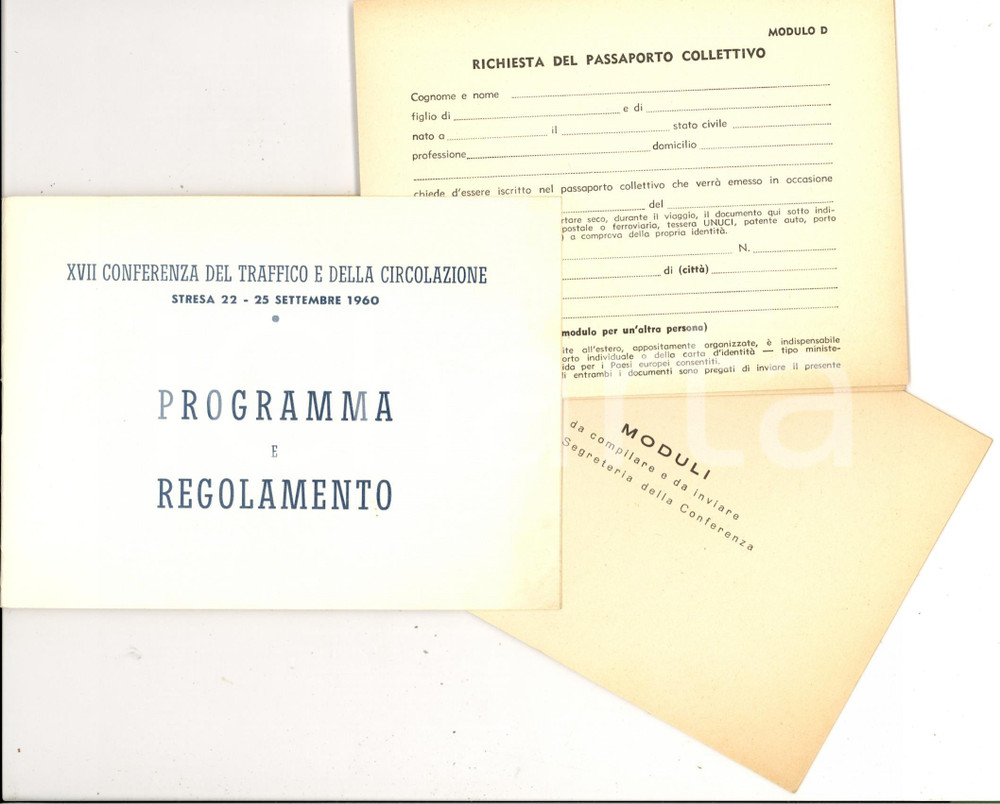 MODULO D
RICHIESTA DEL PASSAPORTO COLLETTIVO
Cognome e nome
figlio di e di
nato a il stato civile
professione domicilio
chiede d'essere iscritto nel passaporto collettivo che verrà emesso in occasione
del
rtare seco, durante il viaggio, il documento qui sotto indi-
postale o ferroviaria, tessera UNUCI, patente auto, porto
) a comprova della propria identità.
N.
di (città)
modulo per un'altra persona)
ite all'estero, appositamente organizzate, è indispensabile
orto individuale o della carta d'identità — tipo ministe-
ida per i Paesi europei consentiti.
li entrambi i documenti sono pregati di inviare il presente
XVII CONFERENZA DEL TRAFFICO E DELLA CIRCOLAZIONE
STRESA 22 - 25 SETTEMBRE 1960
PROGRAMMA
E
REGOLAMENTO
MODULI
da compilare e da inviare
Segreteria della Conferenza